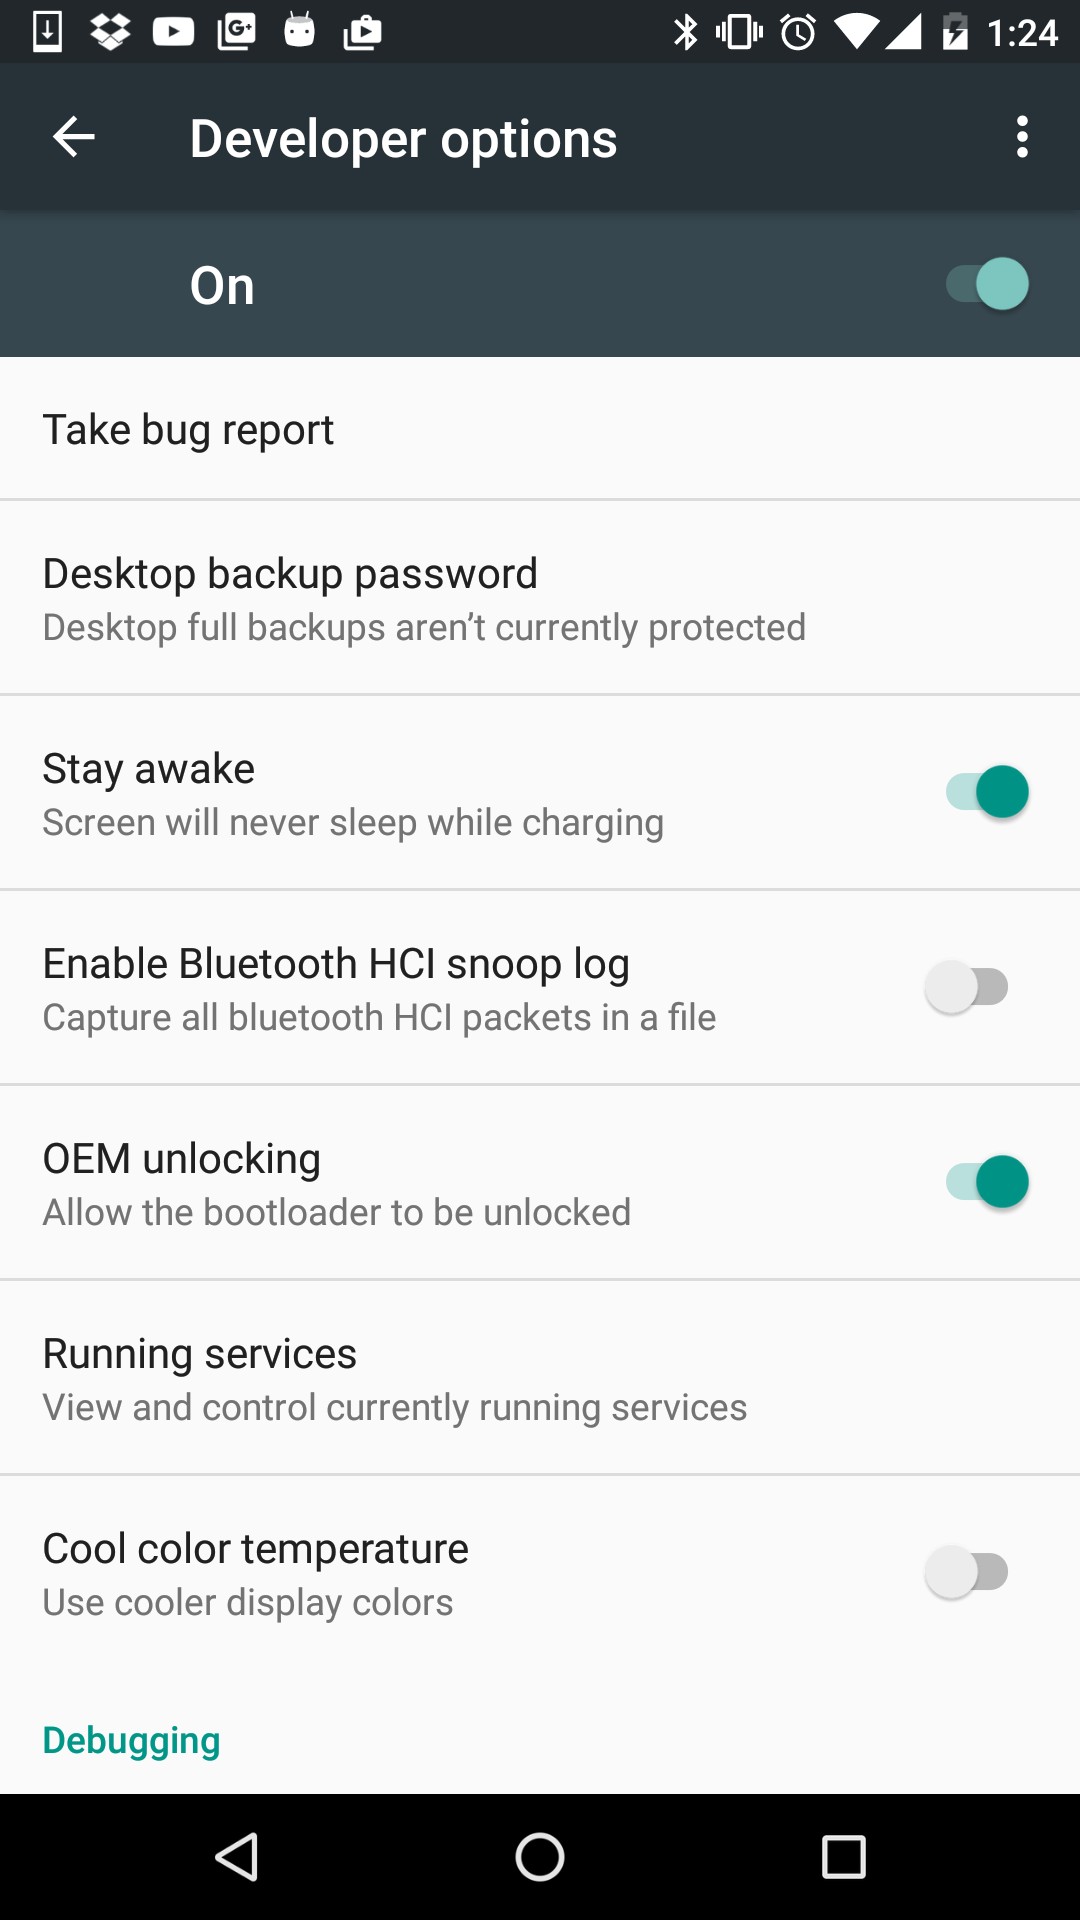 1:24
Developer options
On
Take bug report
Desktop backup password
Desktop full backups aren’t currently protected
Stay awake
Screen will never sleep while charging
Enable Bluetooth HCI snoop log
Capture all bluetooth HCI packets in a file
OEM unlocking
Allow the bootloader to be unlocked
Running services
View and control currently running services
Cool color temperature
Use cooler display colors
Debugging